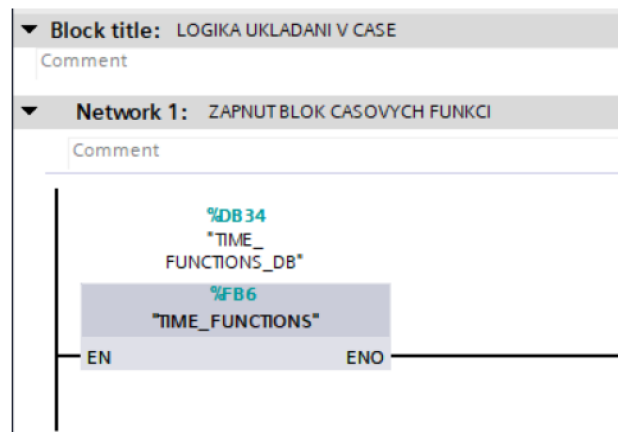 Block title: LOGIKA UKLADANI V CASE
Comment
Network 1: ZAPNUT BLOK CASOVYCH FUNKCI
Comment
%DB34
"TIME_
FUNCTIONS_DB"
%FB6
"TIME_FUNCTIONS"
EN ENO